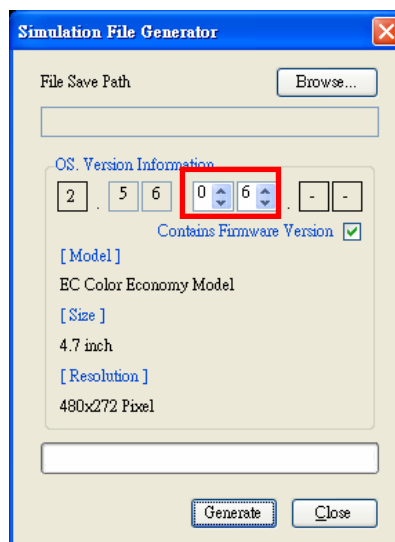 Simulation File Generator
File Save Path Browse...
OS. Version Information
2 . 5 6 0 6 . - -
Contains Firmware Version
[ Model ]
EC Color Economy Model
[ Size ]
4.7 inch
[ Resolution ]
480x272 Pixel
Generate Close